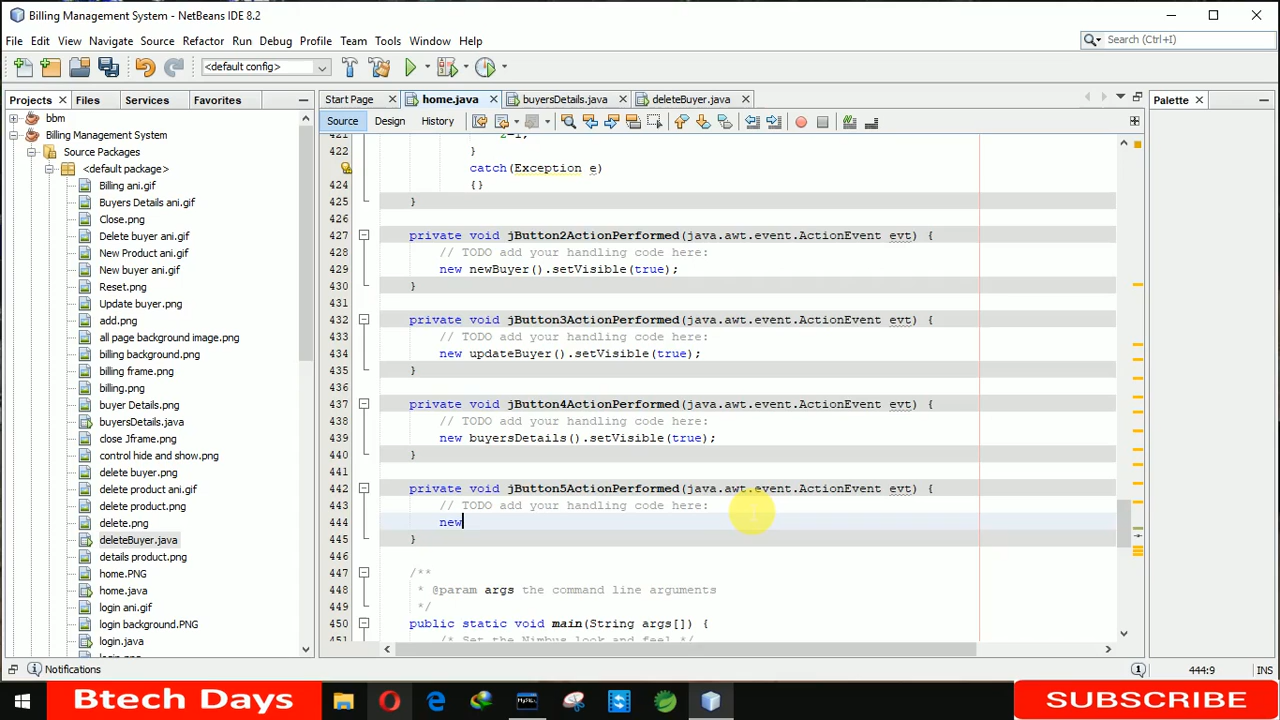 Billing Management System - NetBeans IDE 8.2
File Edit View Navigate Source Refactor Run Debug Profile Team Tools Window Help
Search (Ctrl+I)
<default config>
Projects Files Services Favorites
Start Page home.java buyersDetails.java deleteBuyer.java
Palette
Source Design History
bbm
Billing Management System
Source Packages
<default package>
Billing ani.gif
Buyers Details ani.gif
Close.png
Delete buyer ani.gif
New Product ani.gif
New buyer ani.gif
Reset.png
Update buyer.png
add.png
all page background image.png
billing background.png
billing frame.png
billing.png
buyer Details.png
buyersDetails.java
close Jframe.png
control hide and show.png
delete buyer.png
delete product ani.gif
delete product.png
delete.png
deleteBuyer.java
details product.png
home.PNG
home.java
login ani.gif
login background.PNG
login.java
422 }
catch(Exception e)
424 {}
425 }
426
427 private void jButton2ActionPerformed(java.awt.event.ActionEvent evt) {
428 // TODO add your handling code here:
429 new newBuyer().setVisible(true);
430 }
431
432 private void jButton3ActionPerformed(java.awt.event.ActionEvent evt) {
433 // TODO add your handling code here:
434 new updateBuyer().setVisible(true);
435 }
436
437 private void jButton4ActionPerformed(java.awt.event.ActionEvent evt) {
438 // TODO add your handling code here:
439 new buyersDetails().setVisible(true);
440 }
441
442 private void jButton5ActionPerformed(java.awt.event.ActionEvent evt) {
443 // TODO add your handling code here:
444 new
445 }
446
447 /**
448 * @param args the command line arguments
449 */
450 public static void main(String args[]) {
451 /* Set the Nimbus look and feel */
Notifications
444:9 INS
Btech Days
SUBSCRIBE